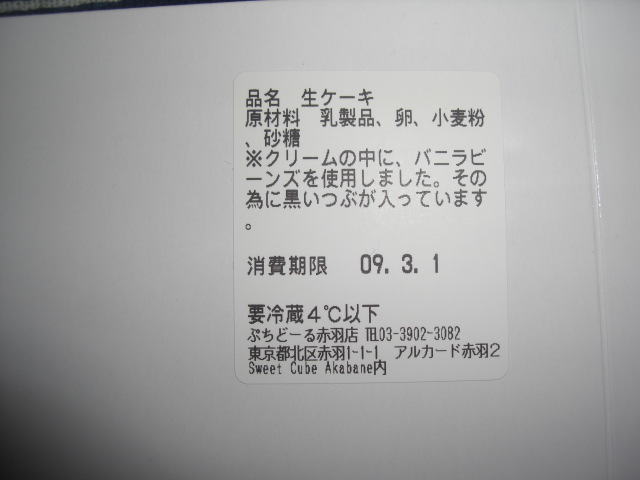 品名　生ケーキ
原材料　乳製品、卵、小麦粉
、砂糖
※クリームの中に、バニラビ
ーンズを使用しました。その
為に黒いつぶが入っています
。
消費期限　09. 3. 1
要冷蔵4℃以下
ぷちどーる赤羽店 ℡03-3902-3082
東京都北区赤羽1-1-1　アルカード赤羽2
Sweet Cube Akabane内